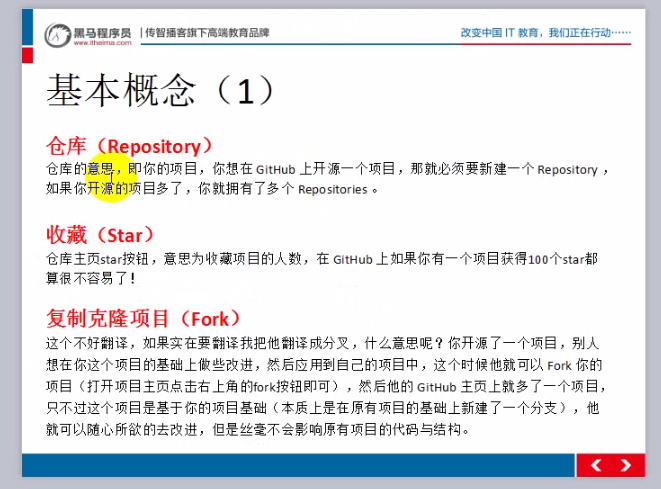 黑马程序员
www.itheima.com
传智播客旗下高端教育品牌
改变中国 IT 教育，我们正在行动……
基本概念（1）
仓库（Repository）
仓库的意思，即你的项目，你想在 GitHub 上开源一个项目，那就必须要新建一个 Repository ，
如果你开源的项目多了，你就拥有了多个 Repositories 。
收藏（Star）
仓库主页star按钮，意思为收藏项目的人数，在 GitHub 上如果你有一个项目获得100个star都
算很不容易了！
复制克隆项目（Fork）
这个不好翻译，如果实在要翻译我把他翻译成分叉，什么意思呢？你开源了一个项目，别人
想在你这个项目的基础上做些改进，然后应用到自己的项目中，这个时候他就可以 Fork 你的
项目（打开项目主页点击右上角的fork按钮即可），然后他的 GitHub 主页上就多了一个项目，
只不过这个项目是基于你的项目基础（本质上是在原有项目的基础上新建了一个分支），他
就可以随心所欲的去改进，但是丝毫不会影响原有项目的代码与结构。